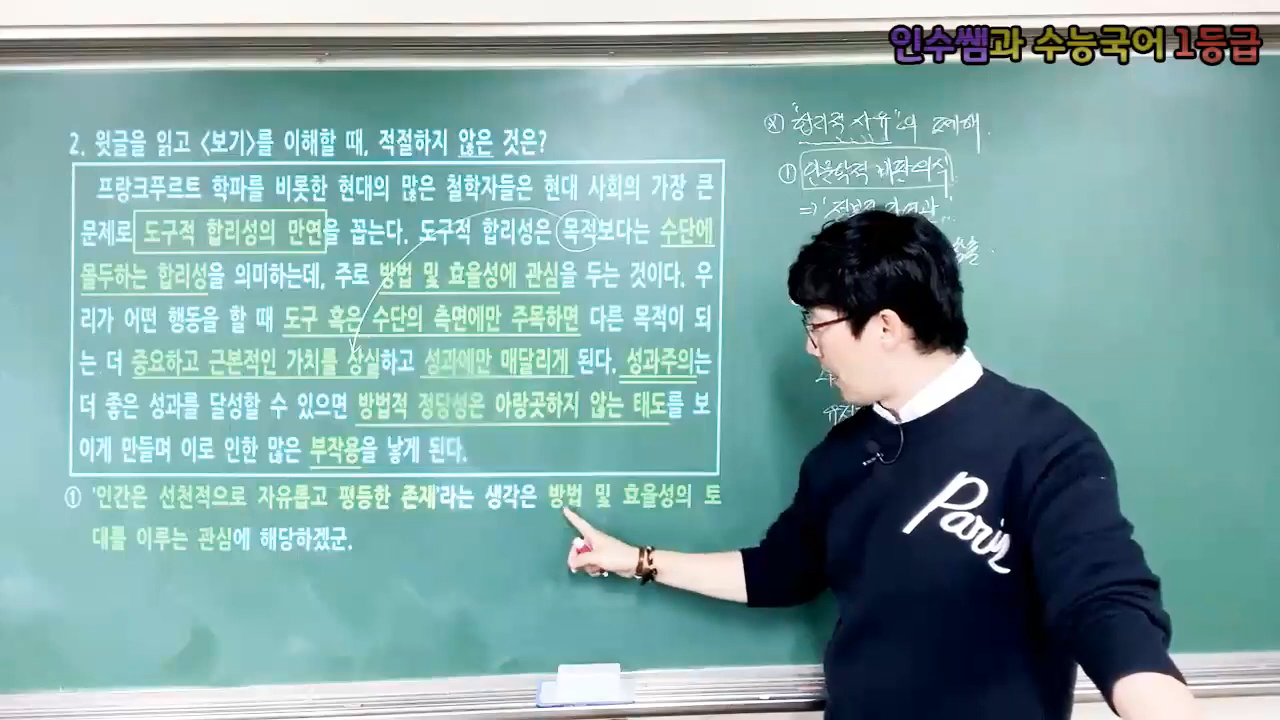 인수쌤과 수능국어 1등급
2. 윗글을 읽고 <보기>를 이해할 때, 적절하지 않은 것은?
프랑크푸르트 학파를 비롯한 현대의 많은 철학자들은 현대 사회의 가장 큰
문제로 도구적 합리성의 만연을 꼽는다. 도구적 합리성은 목적보다는 수단에
몰두하는 합리성을 의미하는데, 주로 방법 및 효율성에 관심을 두는 것이다. 우
리가 어떤 행동을 할 때 도구 혹은 수단의 측면에만 주목하면 다른 목적이 되
는 더 중요하고 근본적인 가치를 상실하고 성과에만 매달리게 된다. 성과주의는
더 좋은 성과를 달성할 수 있으면 방법적 정당성은 아랑곳하지 않는 태도를 보
이게 만들며 이로 인한 많은 부작용을 낳게 된다.
① '인간은 선천적으로 자유롭고 평등한 존재'라는 생각은 방법 및 효율성의 토
대를 이루는 관심에 해당하겠군.
"합리적 사유"의
① 인문학적 비판의식
Paris